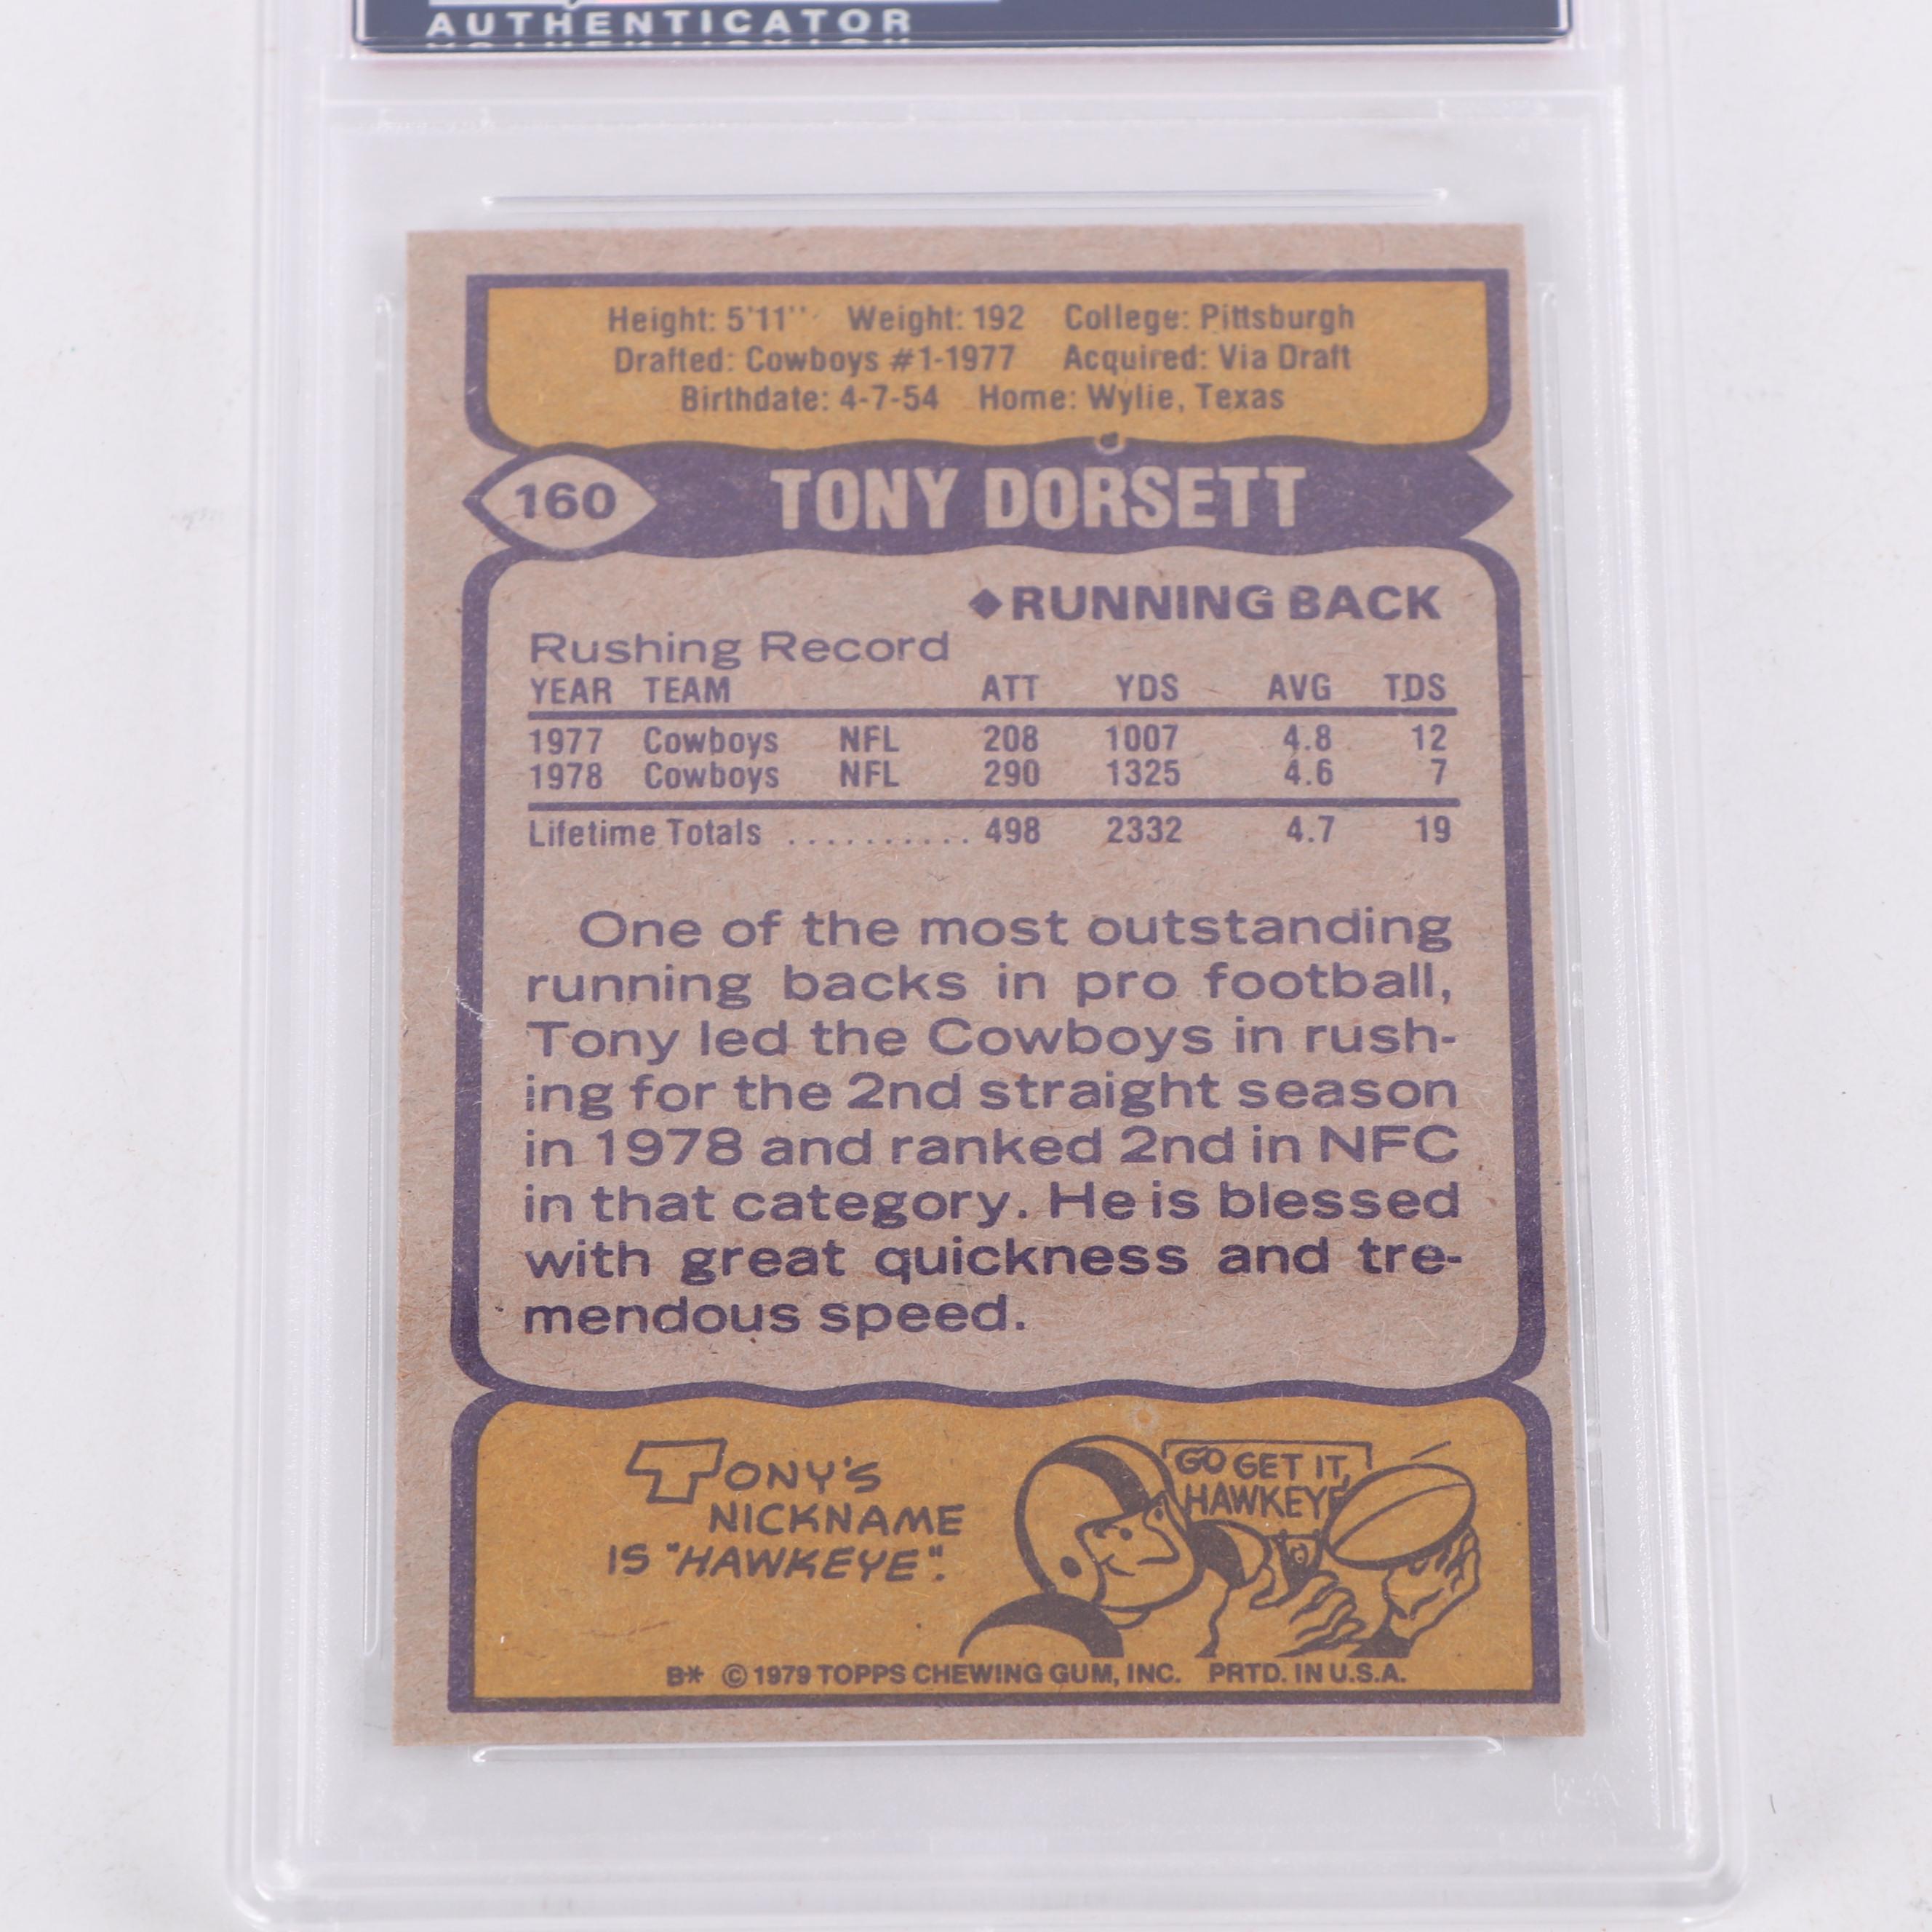 AUTHENTICATOR
Height: 5'11'' Weight: 192 College: Pittsburgh
Drafted: Cowboys #1-1977 Acquired: Via Draft
Birthdate: 4-7-54 Home: Wylie, Texas
160 TONY DORSETT
◆RUNNING BACK
Rushing Record
YEAR TEAM ATT YDS AVG TDS
1977 Cowboys NFL 208 1007 4.8 12
1978 Cowboys NFL 290 1325 4.6 7
Lifetime Totals .......... 498 2332 4.7 19
One of the most outstanding
running backs in pro football,
Tony led the Cowboys in rush-
ing for the 2nd straight season
in 1978 and ranked 2nd in NFC
in that category. He is blessed
with great quickness and tre-
mendous speed.
TONY'S
NICKNAME
IS "HAWKEYE".
GO GET IT,
HAWKEYE
B* © 1979 TOPPS CHEWING GUM, INC. PRTD. IN U.S.A.